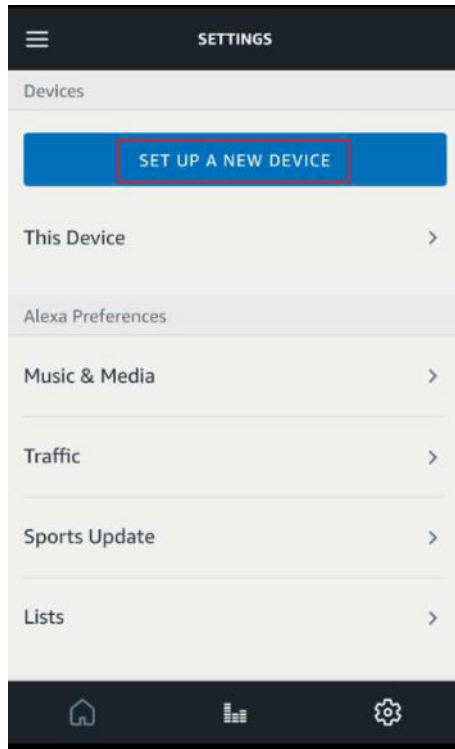 SETTINGS
Devices
SET UP A NEW DEVICE
This Device
Alexa Preferences
Music & Media
Traffic
Sports Update
Lists